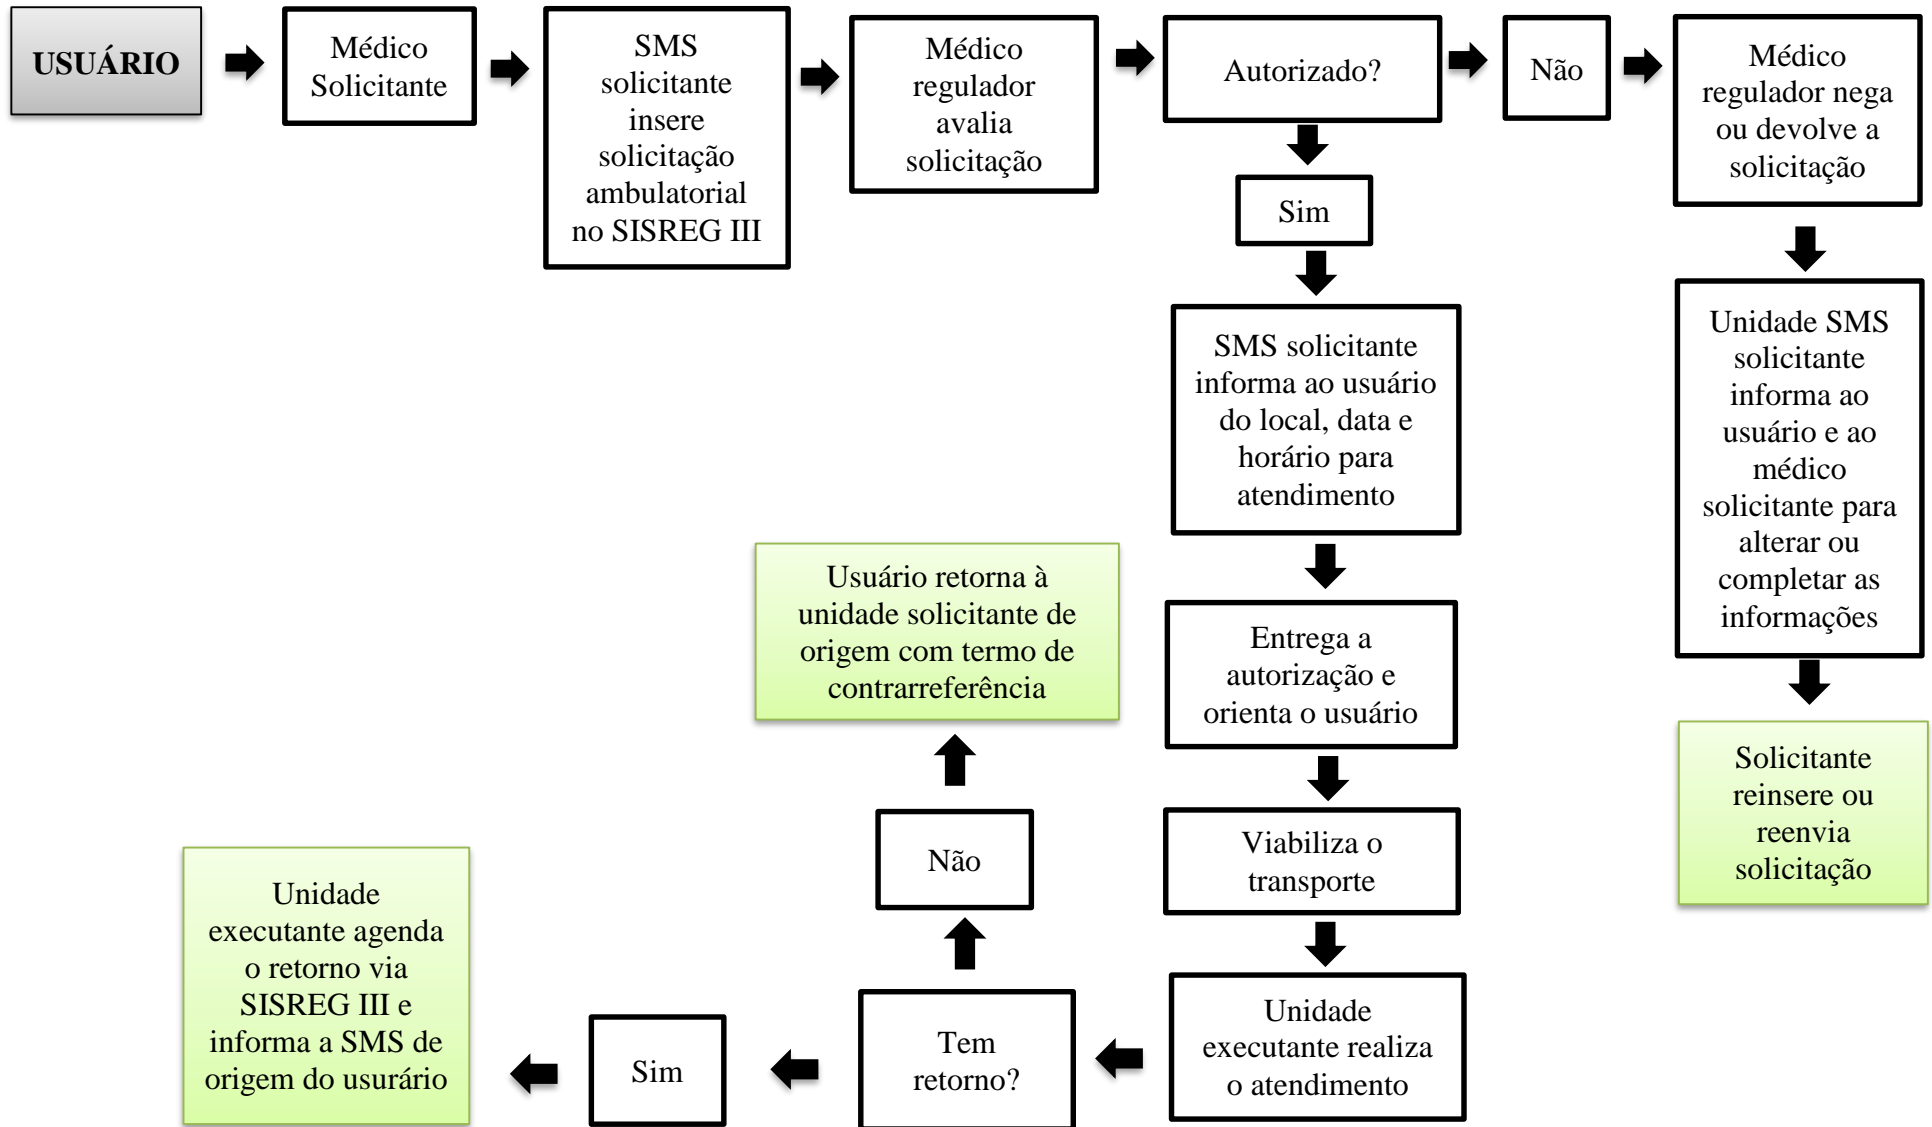 USUÁRIO
Médico
Solicitante
SMS
solicitante
insere
solicitação
ambulatorial
no SISREG III
Médico
regulador
avalia
solicitação
Autorizado?
Não
Médico
regulador nega
ou devolve a
solicitação
Sim
SMS solicitante
informa ao usuário
do local, data e
horário para
atendimento
Unidade SMS
solicitante
informa ao
usuário e ao
médico
solicitante para
alterar ou
completar as
informações
Usuário retorna à
unidade solicitante de
origem com termo de
contrarreferência
Entrega a
autorização e
orienta o usuário
Solicitante
reinsere ou
reenvia
solicitação
Não
Viabiliza o
transporte
Unidade
executante agenda
o retorno via
SISREG III e
informa a SMS de
origem do usurário
Sim
Tem
retorno?
Unidade
executante realiza
o atendimento